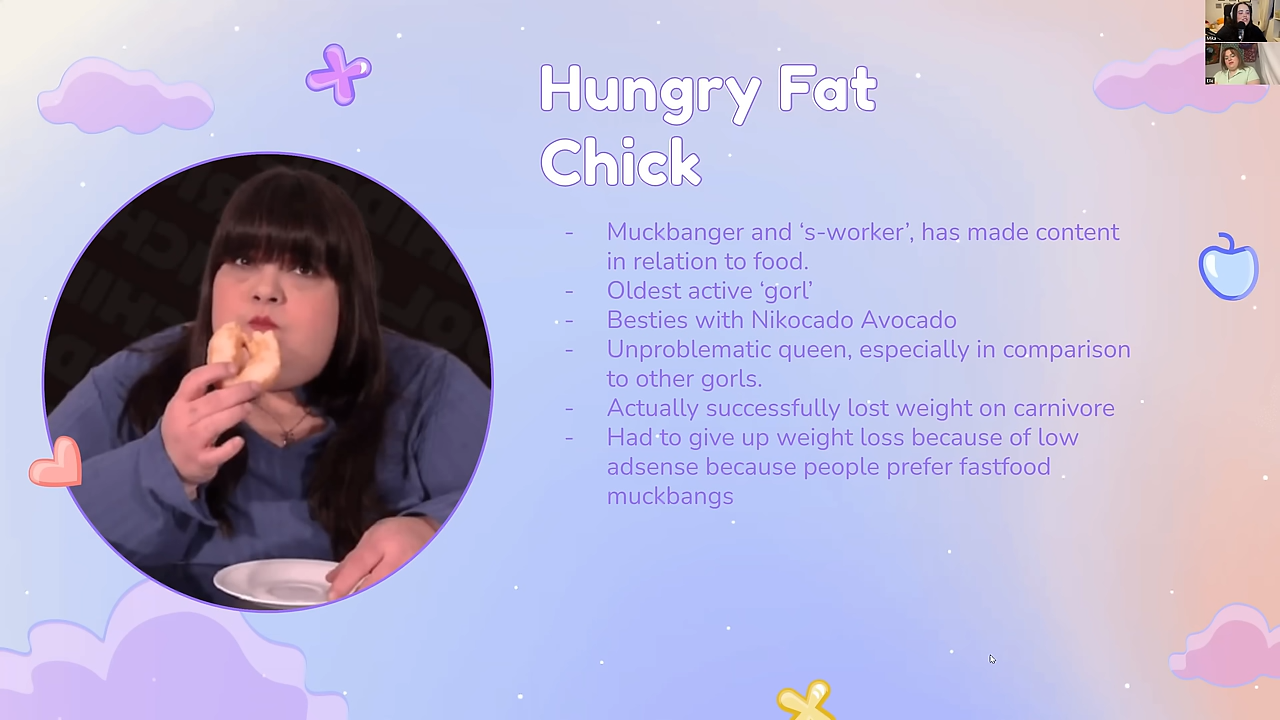 Hungry Fat
Chick
- Muckbanger and ‘s-worker’, has made content
in relation to food.
- Oldest active ‘gorl’
- Besties with Nikocado Avocado
- Unproblematic queen, especially in comparison
to other gorls.
- Actually successfully lost weight on carnivore
- Had to give up weight loss because of low
adsense because people prefer fastfood
muckbangs